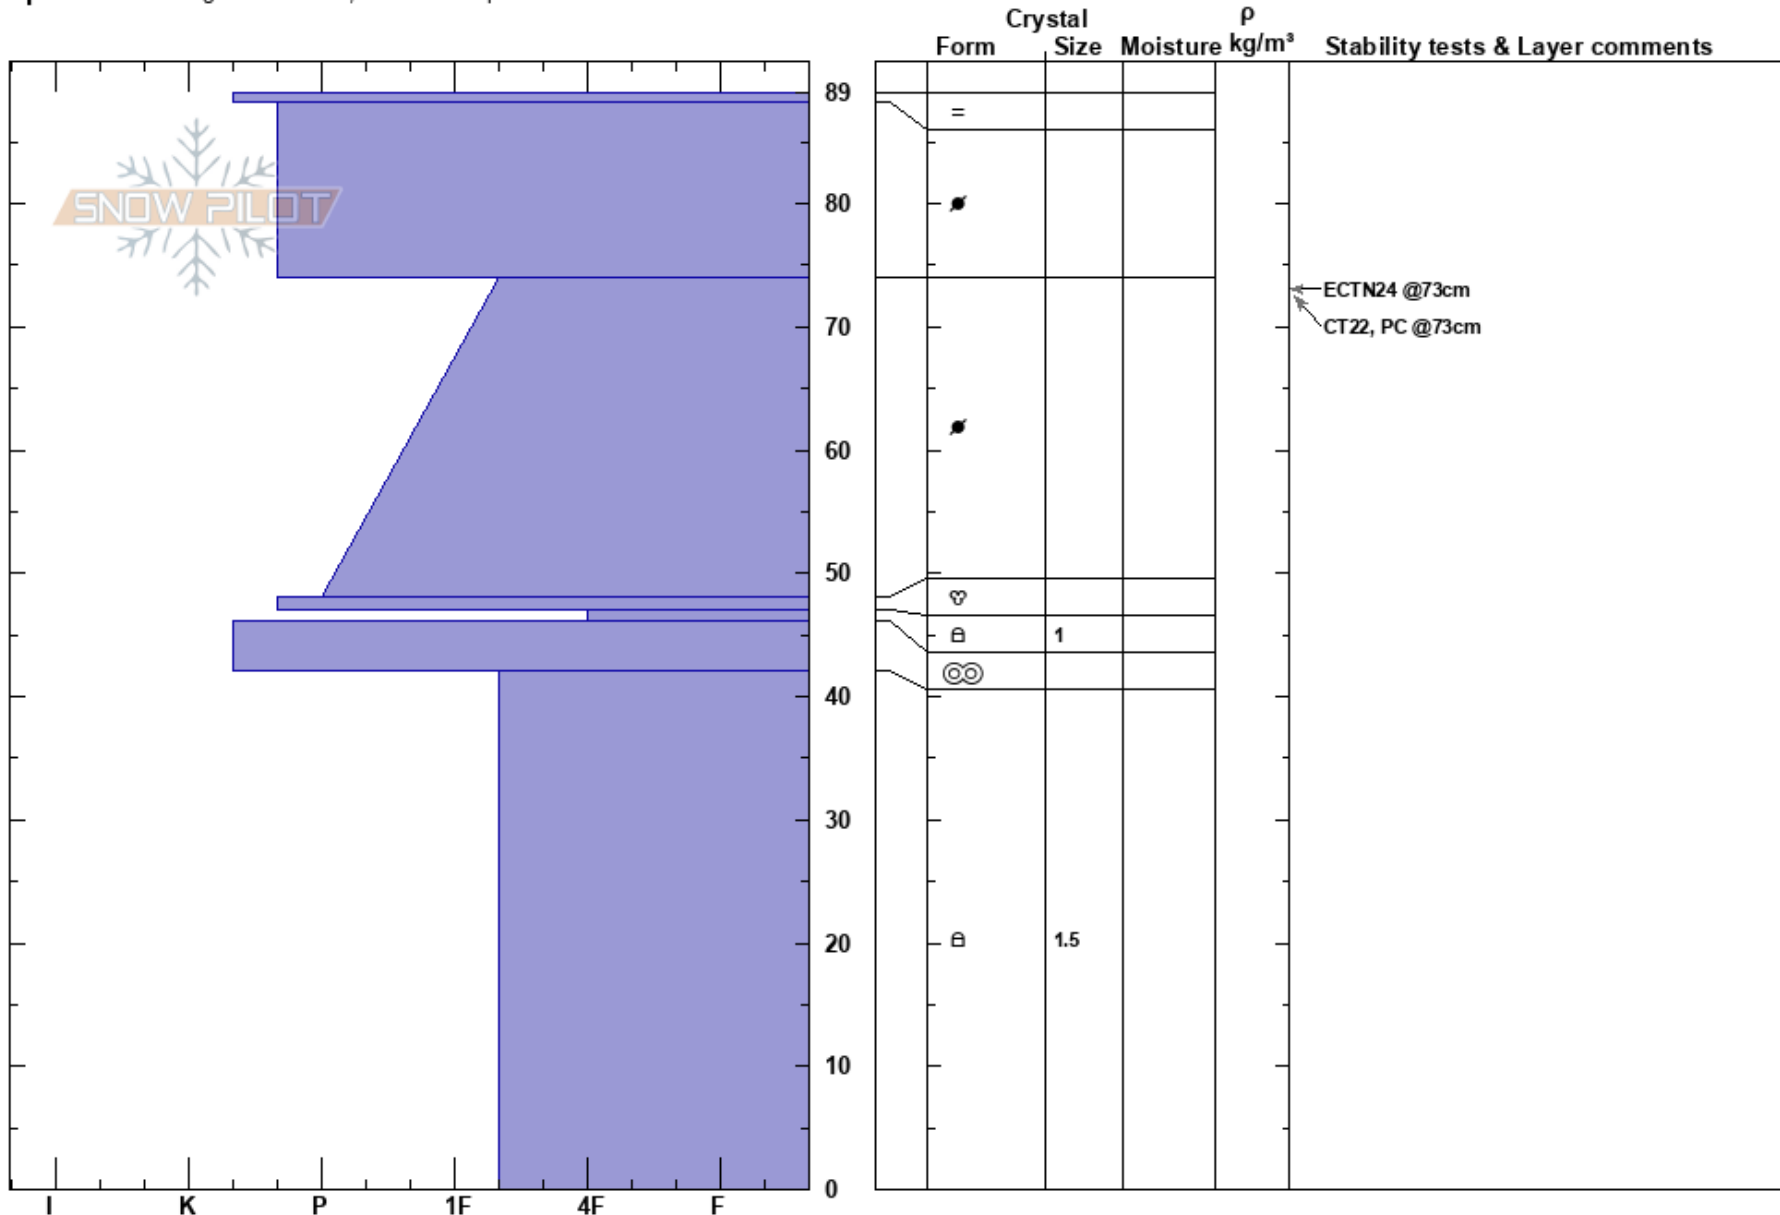 Crystal ρ
Form Size Moisture kg/m³ Stability tests & Layer comments
89
=
SNOW PILOT
80
ECTN24 @73cm
70
CT22, PC @73cm
60
50
1
40
30
20
1.5
10
0
I K P 1F 4F F